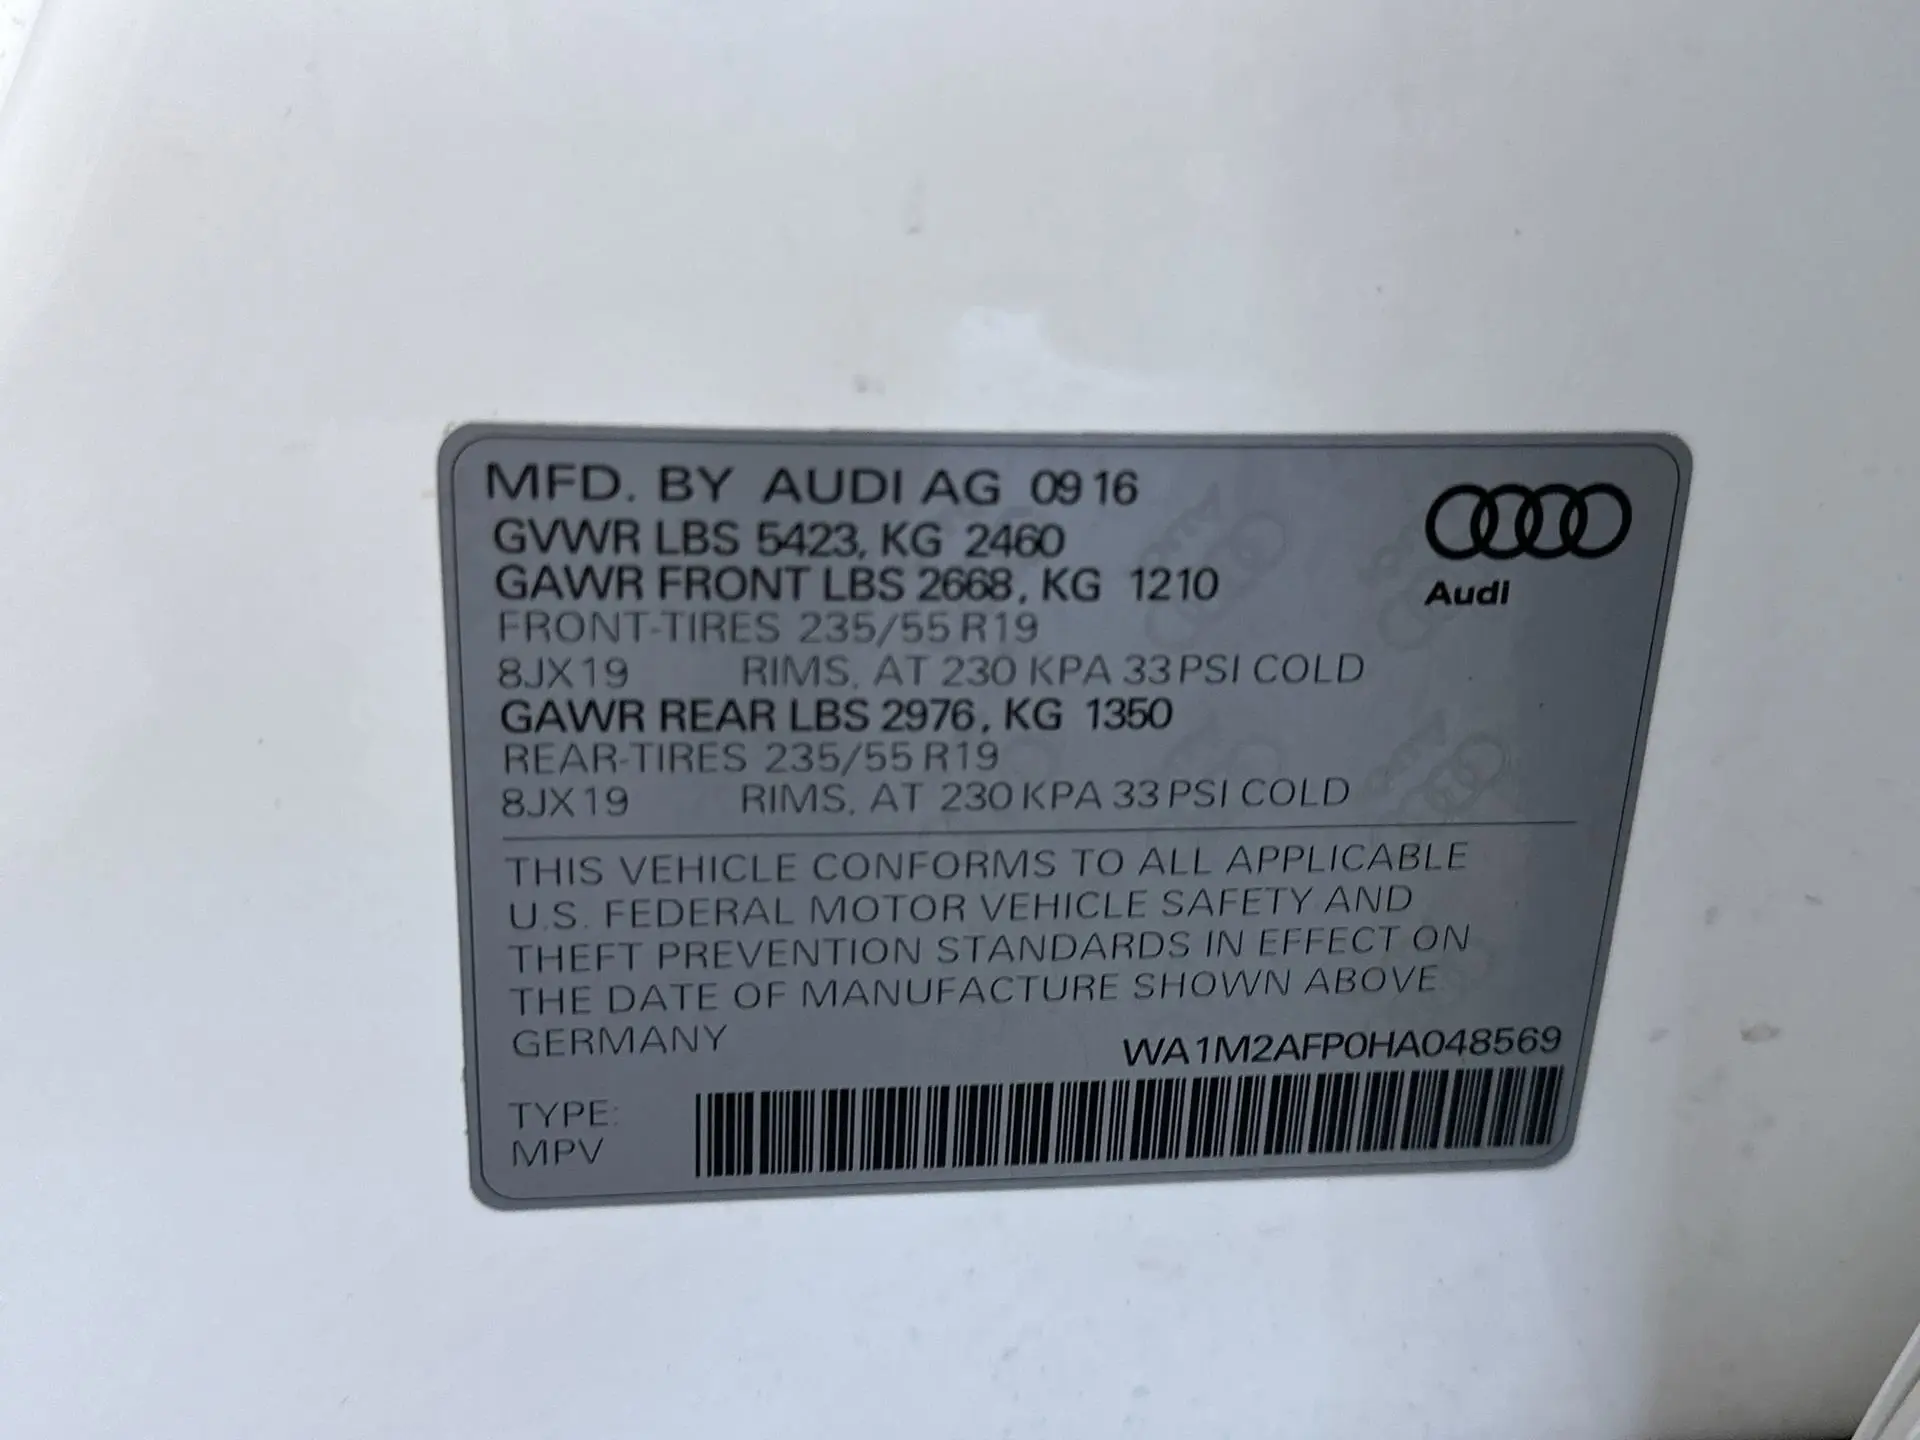 MFD. BY AUDI AG 09 16
GVWR LBS 5423, KG 2460
GAWR FRONT LBS 2668, KG 1210
FRONT-TIRES 235/55 R19
8JX19 RIMS, AT 230 KPA 33 PSI COLD
GAWR REAR LBS 2976, KG 1350
REAR-TIRES 235/55 R19
8JX19 RIMS, AT 230 KPA 33 PSI COLD
Audi
THIS VEHICLE CONFORMS TO ALL APPLICABLE
U.S. FEDERAL MOTOR VEHICLE SAFETY AND
THEFT PREVENTION STANDARDS IN EFFECT ON
THE DATE OF MANUFACTURE SHOWN ABOVE
GERMANY WA1M2AFP0HA048569
TYPE:
MPV